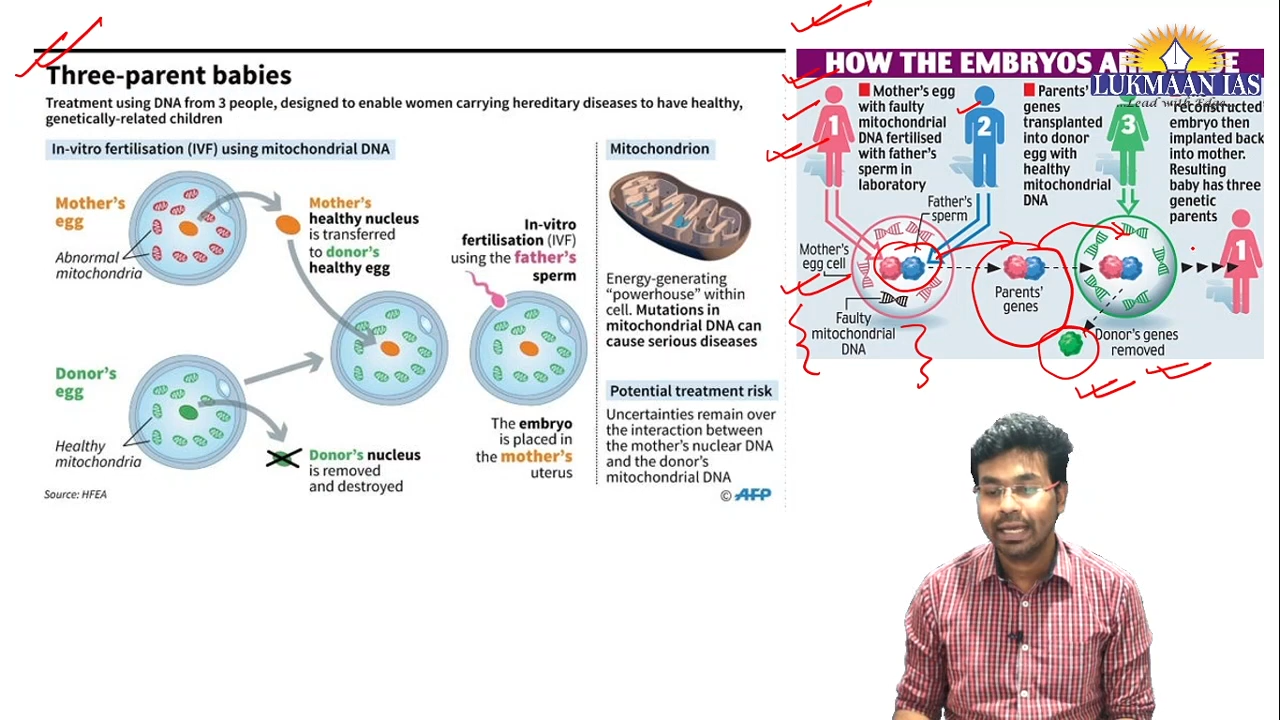 Three-parent babies
Treatment using DNA from 3 people, designed to enable women carrying hereditary diseases to have healthy,
genetically-related children
In-vitro fertilisation (IVF) using mitochondrial DNA
Mother's
egg
Abnormal
mitochondria
Mother's
healthy nucleus
is transferred
to donor's
healthy egg
In-vitro
fertilisation (IVF)
using the father's
sperm
Donor's
egg
Healthy
mitochondria
Donor's nucleus
is removed
and destroyed
The embryo
is placed in
the mother's
uterus
Source: HFEA
Mitochondrion
Energy-generating
“powerhouse” within
cell. Mutations in
mitochondrial DNA can
cause serious diseases
Potential treatment risk
Uncertainties remain over
the interaction between
the mother's nuclear DNA
and the donor's
mitochondrial DNA
© AFP
HOW THE EMBRYOS
LUKMAAN IAS
...Lead with Edge...
1
Mother's egg
with faulty
mitochondrial
DNA fertilised
with father's
sperm in
laboratory
2
Parents'
genes
transplanted
into donor
egg with
healthy
mitochondrial
DNA
3
reconstructed
embryo then
implanted back
into mother.
Resulting
baby has three
genetic
parents
1
Father's
sperm
Mother's
egg cell
Faulty
mitochondrial
DNA
Parents'
genes
Donor's genes
removed